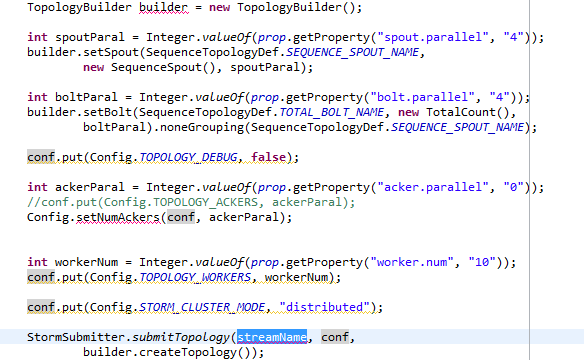 TopologyBuilder builder = new TopologyBuilder();
int spoutParal = Integer.valueOf(prop.getProperty("spout.parallel", "4"));
builder.setSpout(SequenceTopologyDef.SEQUENCE_SPOUT_NAME,
new SequenceSpout(), spoutParal);
int boltParal = Integer.valueOf(prop.getProperty("bolt.parallel", "4"));
builder.setBolt(SequenceTopologyDef.TOTAL_BOLT_NAME, new TotalCount(),
boltParal).noneGrouping(SequenceTopologyDef.SEQUENCE_SPOUT_NAME);
conf.put(Config.TOPOLOGY_DEBUG, false);
int ackerParal = Integer.valueOf(prop.getProperty("acker.parallel", "0"));
//conf.put(Config.TOPOLOGY_ACKERS, ackerParal);
Config.setNumAckers(conf, ackerParal);
int workerNum = Integer.valueOf(prop.getProperty("worker.num", "10"));
conf.put(Config.TOPOLOGY_WORKERS, workerNum);
conf.put(Config.STORM_CLUSTER_MODE, "distributed");
StormSubmitter.submitTopology(streamName, conf,
builder.createTopology());